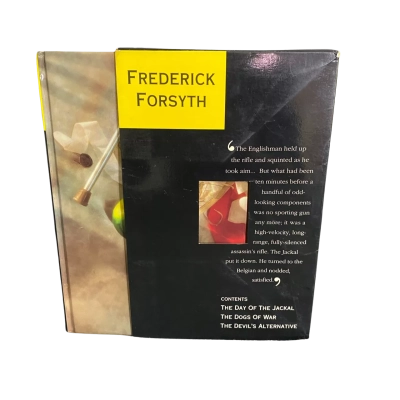 FREDERICK
FORSYTH
‘The Englishman held up
the rifle and squinted as he
took aim... But what had been
ten minutes before a
handful of odd-
looking components
was no sporting gun
any more; it was a
high-velocity, long-
range, fully-silenced
assassin's rifle. The Jackal
put it down. He turned to the
Belgian and nodded,
satisfied.’
CONTENTS
THE DAY OF THE JACKAL
THE DOGS OF WAR
THE DEVIL'S ALTERNATIVE